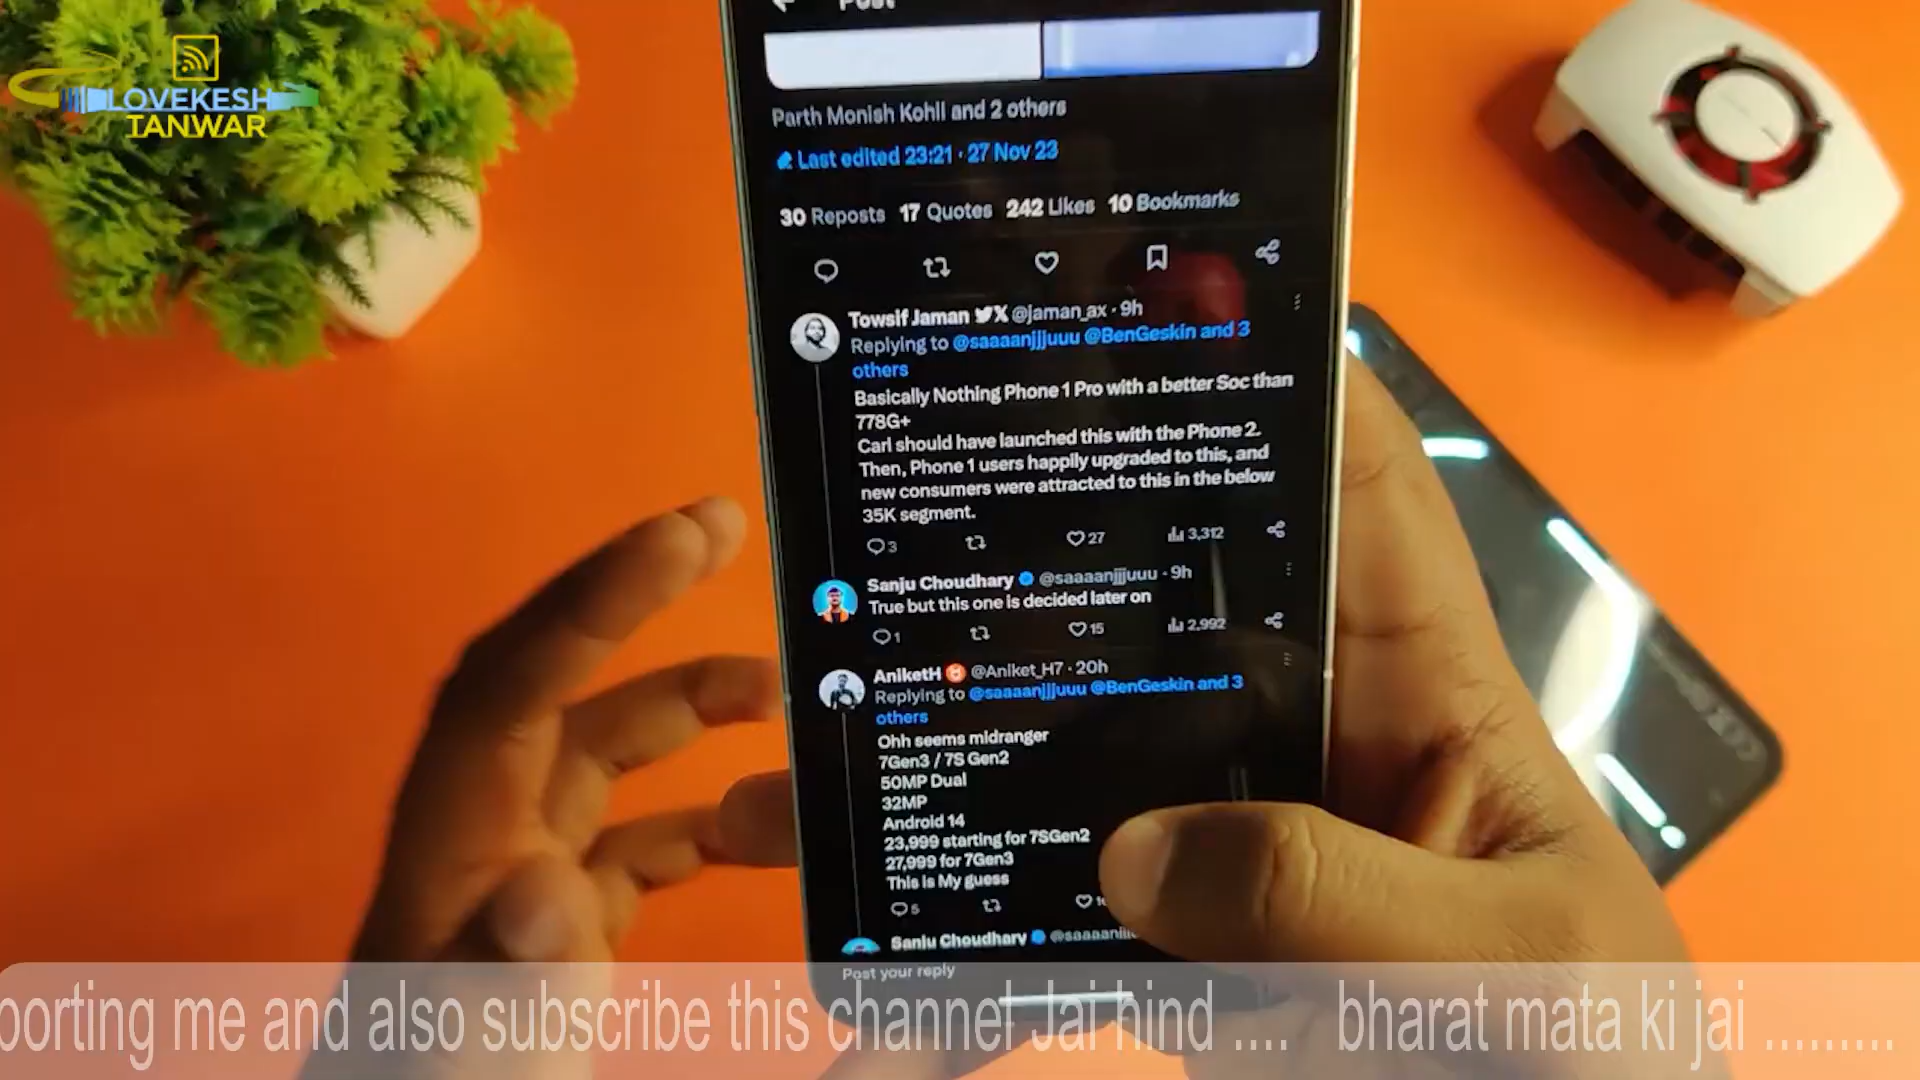 Post
LOVEKESH
TANWAR
Parth Monish Kohli and 2 others
Last edited 23:21 · 27 Nov 23
30 Reposts 17 Quotes 242 Likes 10 Bookmarks
Towsif Jaman @jaman_ax · 9h
Replying to @saaaanjjjuuu @BenGeskin and 3
others
Basically Nothing Phone 1 Pro with a better Soc than
778G+
Carl should have launched this with the Phone 2.
Then, Phone 1 users happily upgraded to this, and
new consumers were attracted to this in the below
35K segment.
3 27 3,312
Sanju Choudhary @saaaanjjjuuu · 9h
True but this one is decided later on
1 15 2,992
AniketH @Aniket_H7 · 20h
Replying to @saaaanjjjuuu @BenGeskin and 3
others
Ohh seems midranger
7Gen3 / 7S Gen2
50MP Dual
32MP
Android 14
23,999 starting for 7SGen2
27,999 for 7Gen3
This is My guess
5
Sanju Choudhary
Post your reply
porting me and also subscribe this channel Jai hind .... bharat mata ki jai .........